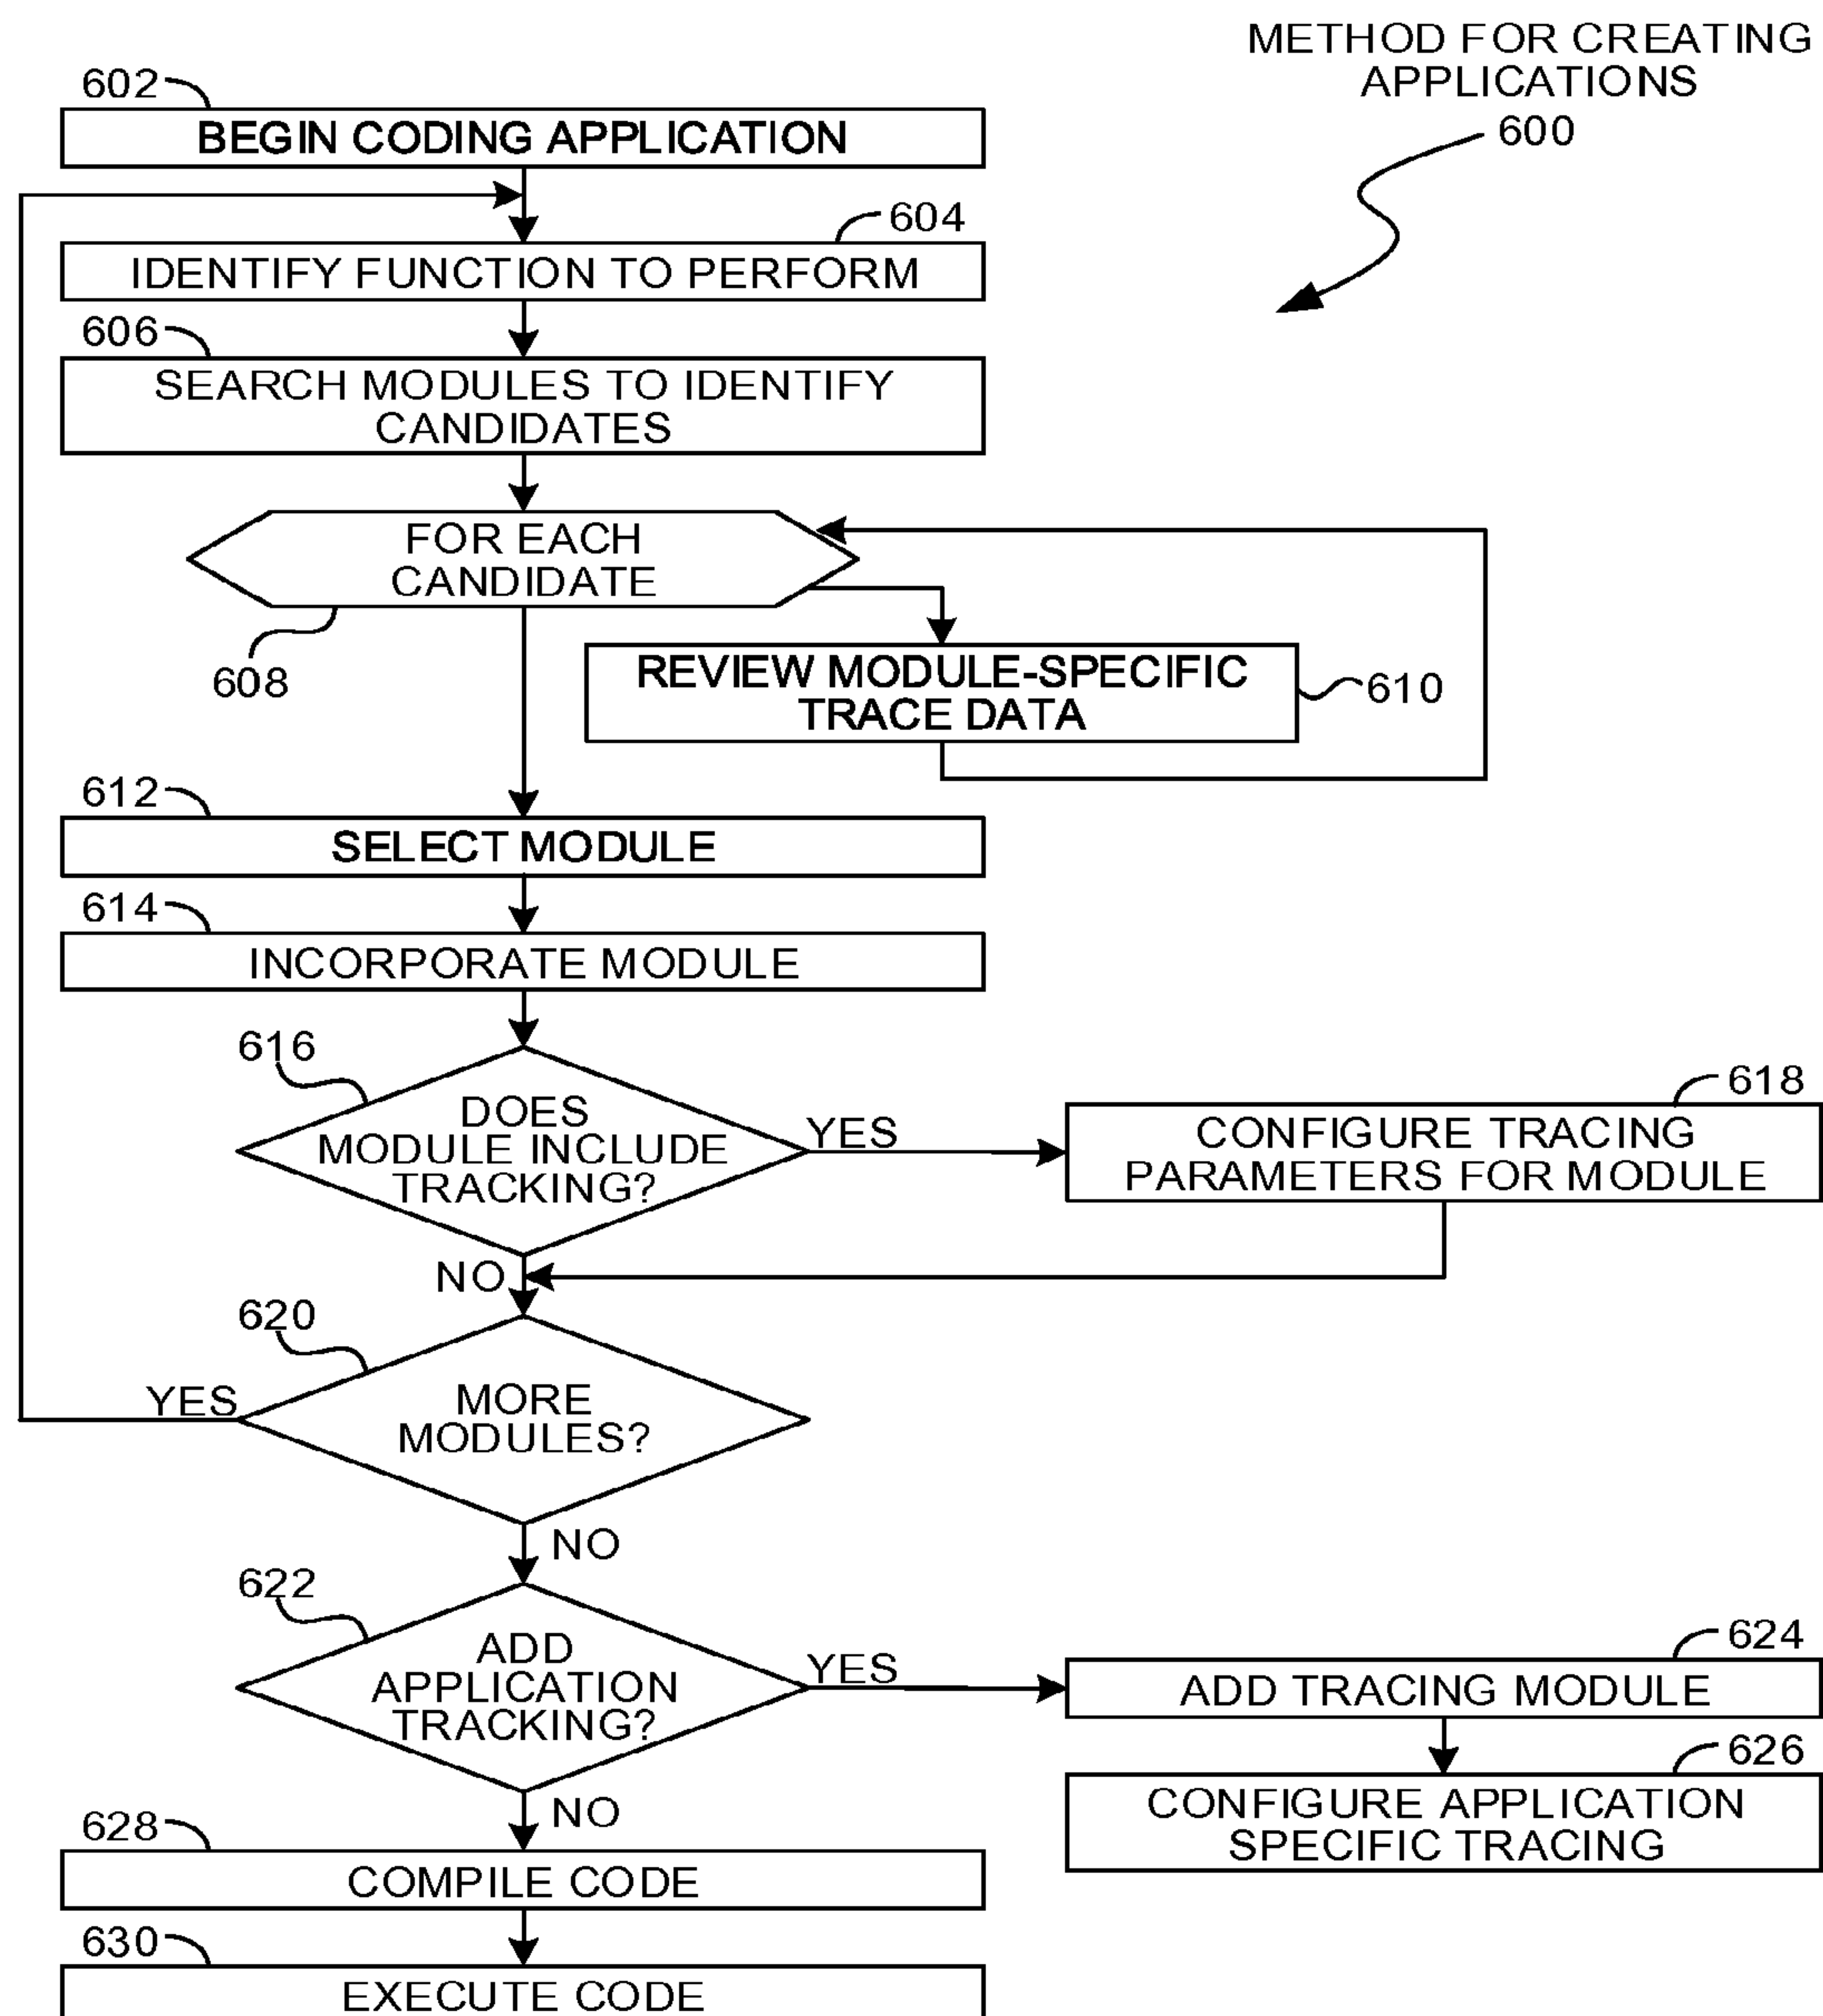 METHOD FOR CREATING
APPLICATIONS
600
602
BEGIN CODING APPLICATION
604
IDENTIFY FUNCTION TO PERFORM
606
SEARCH MODULES TO IDENTIFY
CANDIDATES
FOR EACH
CANDIDATE
608
REVIEW MODULE-SPECIFIC
TRACE DATA
610
612
SELECT MODULE
614
INCORPORATE MODULE
616
DOES
MODULE INCLUDE
TRACKING?
YES
618
CONFIGURE TRACING
PARAMETERS FOR MODULE
NO
620
YES
MORE
MODULES?
NO
622
ADD
APPLICATION
TRACKING?
YES
624
ADD TRACING MODULE
626
CONFIGURE APPLICATION
SPECIFIC TRACING
NO
628
COMPILE CODE
630
EXECUTE CODE